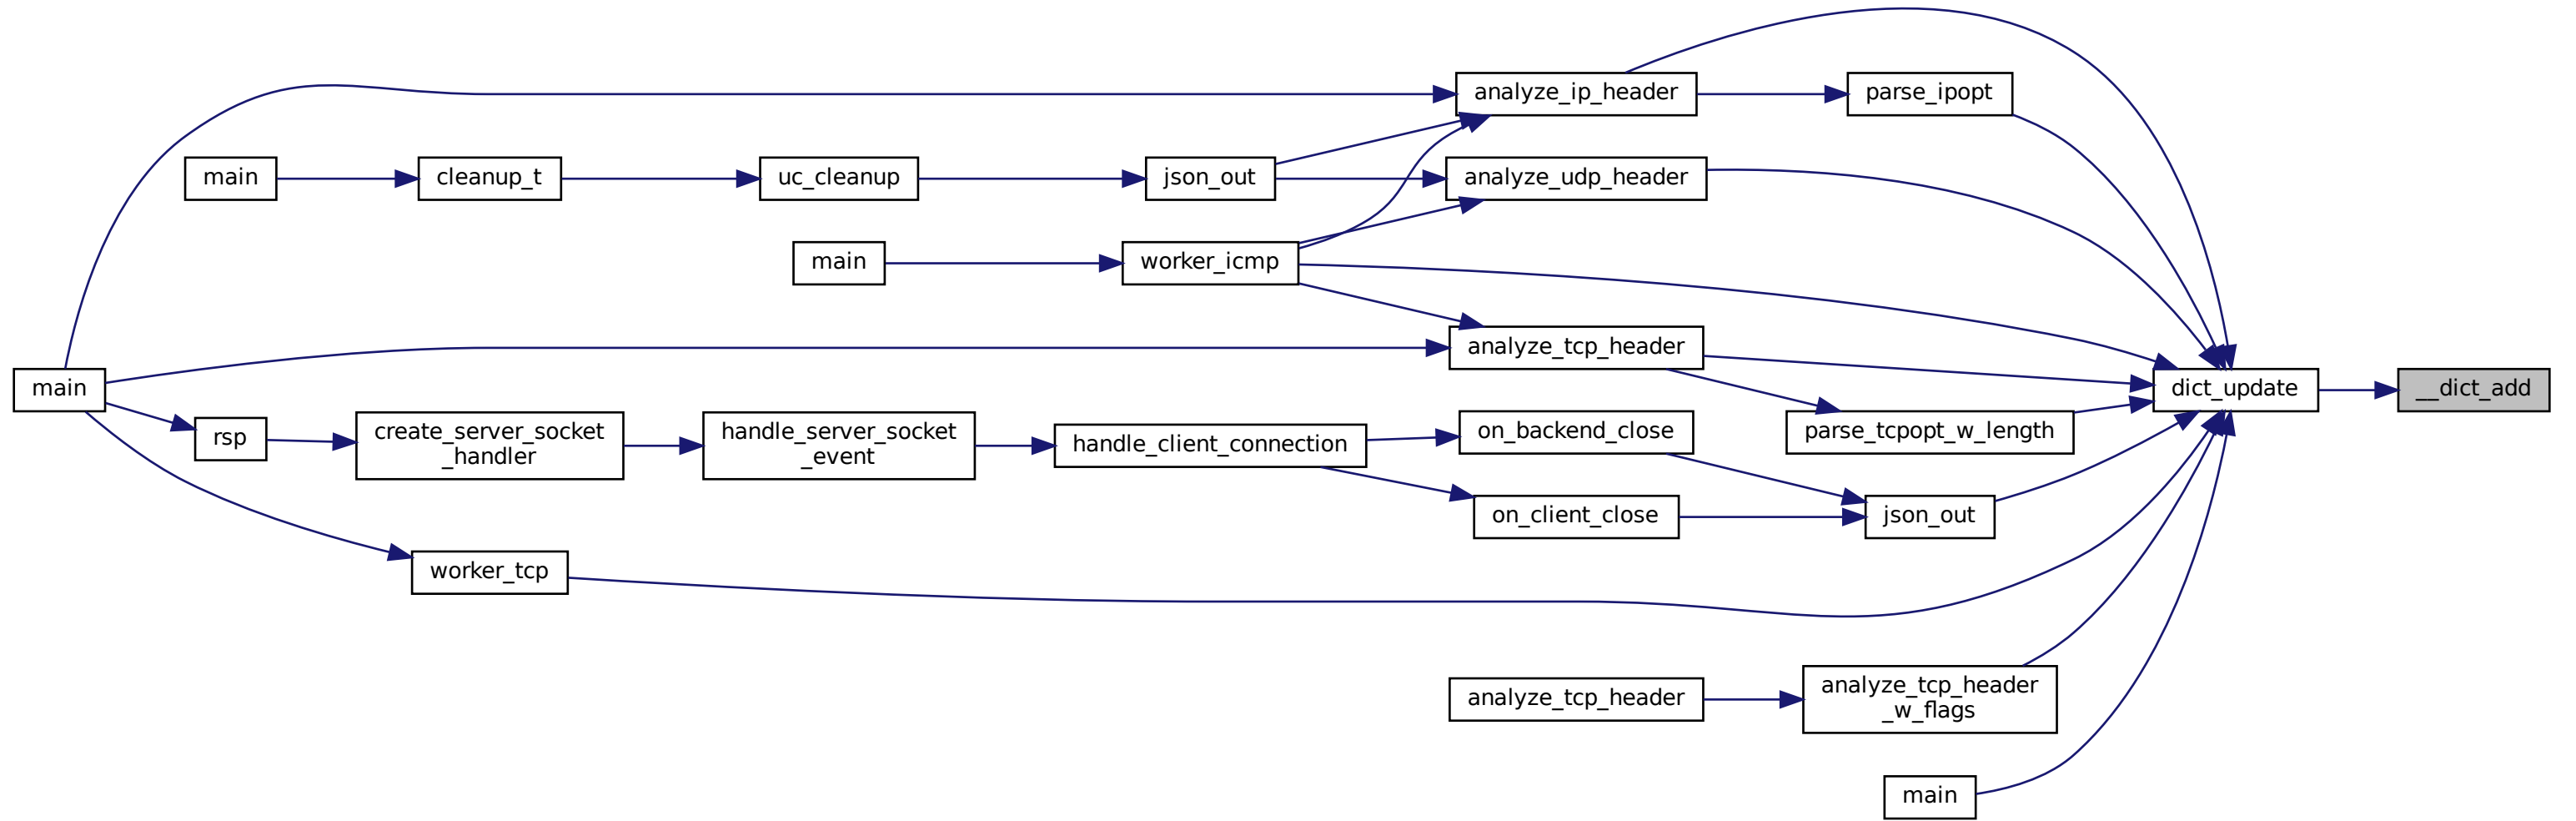 analyze_ip_header
parse_ipopt
main
cleanup_t
uc_cleanup
json_out
analyze_udp_header
main
worker_icmp
analyze_tcp_header
main
dict_update
__dict_add
rsp
create_server_socket
_handler
handle_server_socket
_event
handle_client_connection
on_backend_close
parse_tcpopt_w_length
on_client_close
json_out
worker_tcp
analyze_tcp_header
analyze_tcp_header
_w_flags
main